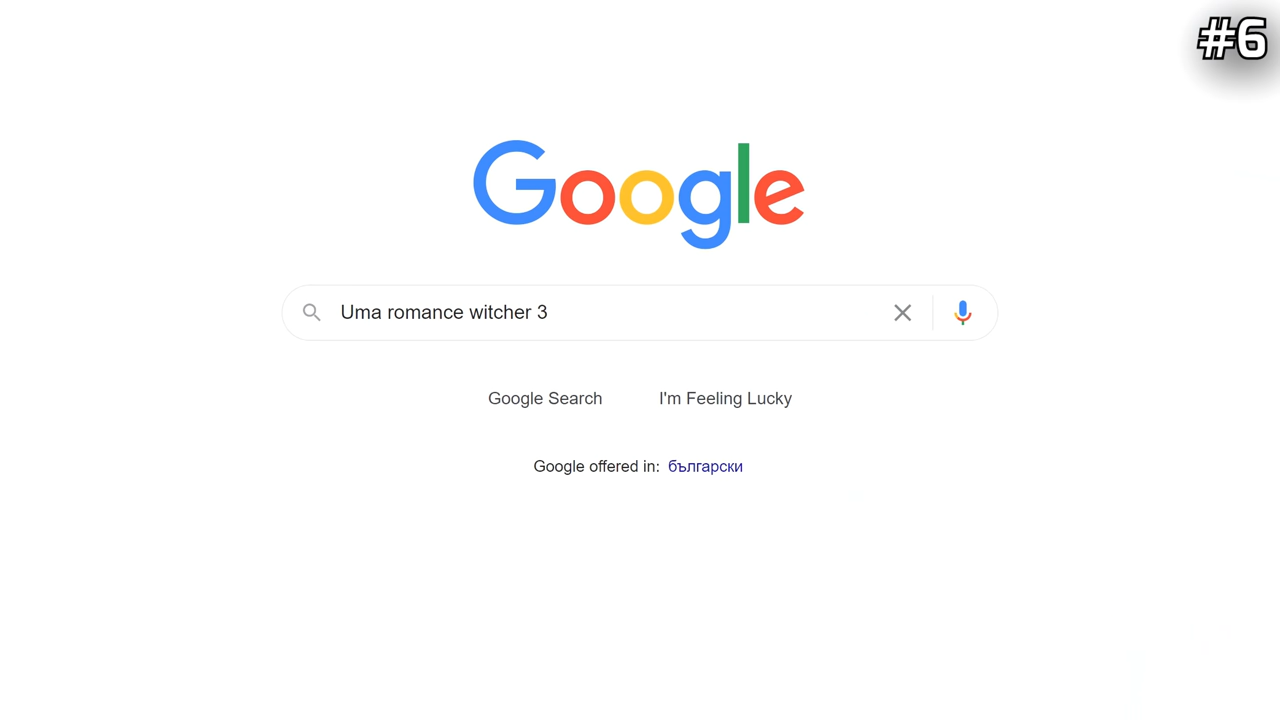 #6
Google
Uma romance witcher 3
Google Search I'm Feeling Lucky
Google offered in: български